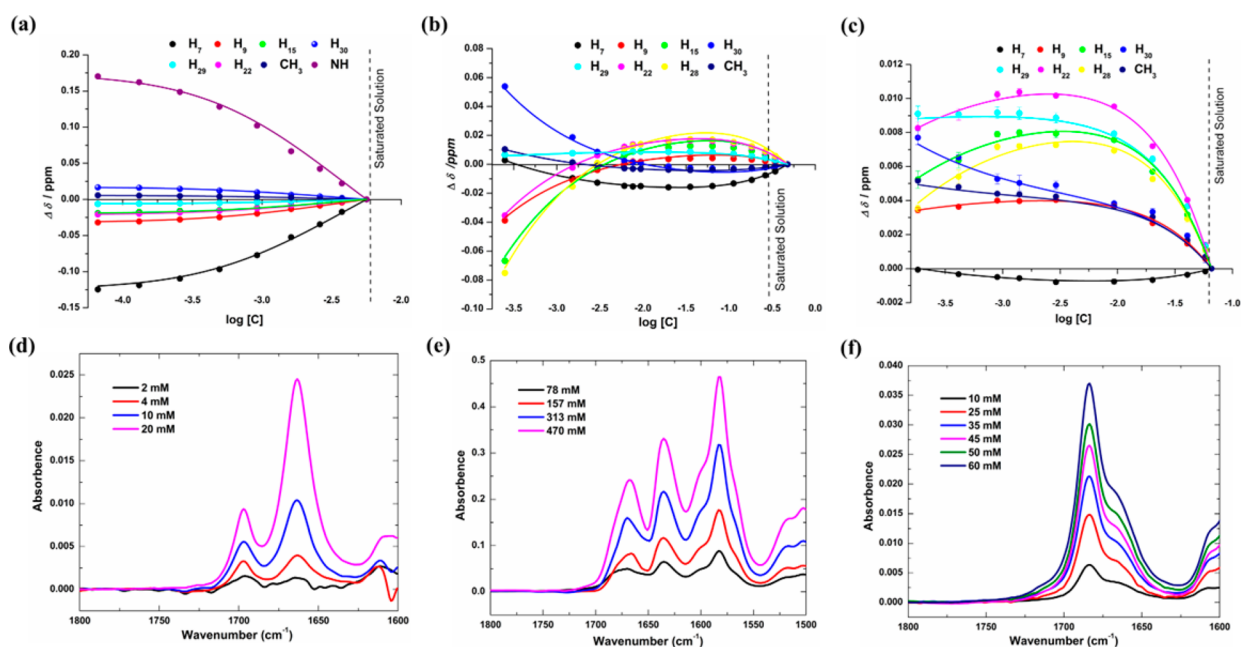 (a)
H7 H9 H15 H30
H29 H22 CH3 NH
0.20
0.15
0.10
0.05
0.00
-0.05
-0.10
-0.15
Δ δ / ppm
-4.0 -3.5 -3.0 -2.5 -2.0
log [C]
Saturated Solution
(b)
H7 H9 H15 H30
H29 H22 H28 CH3
0.10
0.08
0.06
0.04
0.02
0.00
-0.02
-0.04
-0.06
-0.08
Δ δ /ppm
-3.5 -3.0 -2.5 -2.0 -1.5 -1.0 -0.5 0.0
log [C]
Saturated Solution
(c)
H7 H9 H15 H30
H29 H22 H28 CH3
0.014
0.012
0.010
0.008
0.006
0.004
0.002
0.000
-0.002
Δ δ / ppm
-3.5 -3.0 -2.5 -2.0 -1.5 -1.0
log [C]
Saturated Solution
(d)
2 mM
4 mM
10 mM
20 mM
0.025
0.020
0.015
0.010
0.005
0.000
Absorbence
1800 1750 1700 1650 1600
Wavenumber (cm-1)
(e)
78 mM
157 mM
313 mM
470 mM
0.5
0.4
0.3
0.2
0.1
0.0
Absorbence
1800 1750 1700 1650 1600 1550 1500
Wavenumber (cm-1)
(f)
10 mM
25 mM
35 mM
45 mM
50 mM
60 mM
0.040
0.035
0.030
0.025
0.020
0.015
0.010
0.005
0.000
Absorbence
1800 1750 1700 1650 1600
Wavenumber (cm-1)